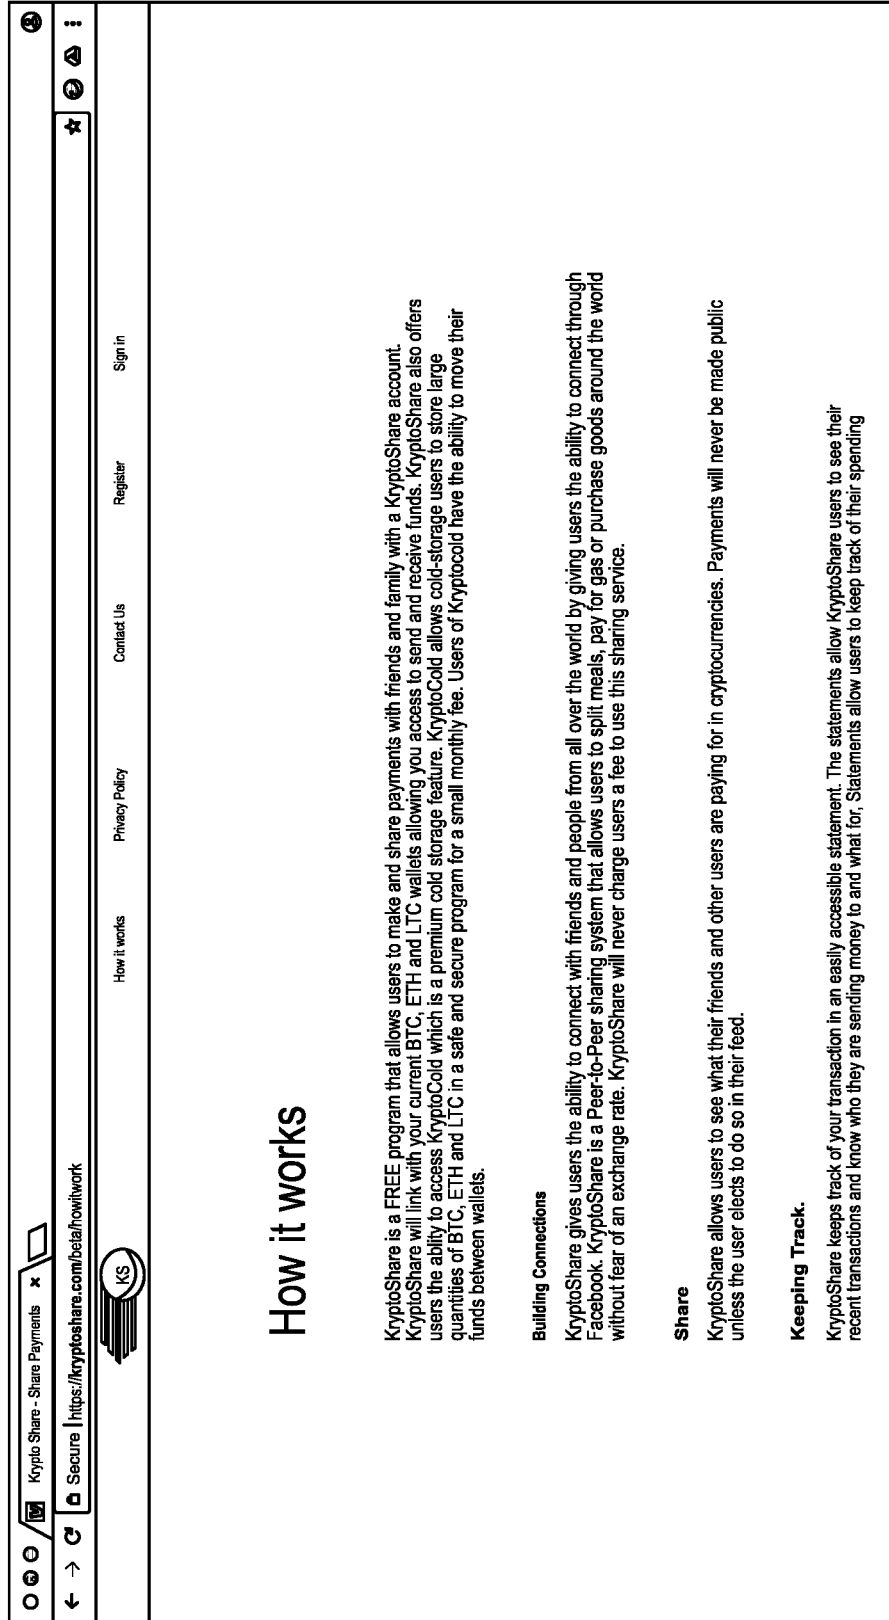 Krypto Share - Share Payments
Secure | https://kryptoshare.com/beta/howitwork
KS
How it works
Privacy Policy
Contact Us
Register
Sign in
How it works
KryptoShare is a FREE program that allows users to make and share payments with friends and family with a KryptoShare account.
KryptoShare will link with your current BTC, ETH and LTC wallets allowing you access to send and receive funds. KryptoShare also offers
users the ablity to access KryptoCold which is a premium cold storage feature. KryptoCold allows cold-storage users to store large
quantities of BTC, ETH and LTC in a safe and secure program for a small monthly fee. Users of Kryptocold have the ability to move their
funds between wallets.
Building Connections
KryptoShare gives users the ability to connect with friends and people from all over the world by giving users the ability to connect through
Facebook. KryptoShare is a Peer-to-Peer sharing system that allows users to split meals, pay for gas or purchase goods around the world
without fear of an exchange rate. KryptoShare will never charge users a fee to use this sharing service.
Share
KryptoShare allows users to see what their friends and other users are paying for in cryptocurrencies. Payments will never be made public
unless the user elects to do so in their feed.
Keeping Track.
KryptoShare keeps track of your transaction in an easily accessible statement. The statements allow KryptoShare users to see their
recent transactions and know who they are sending money to and what for, Statements allow users to keep track of their spending